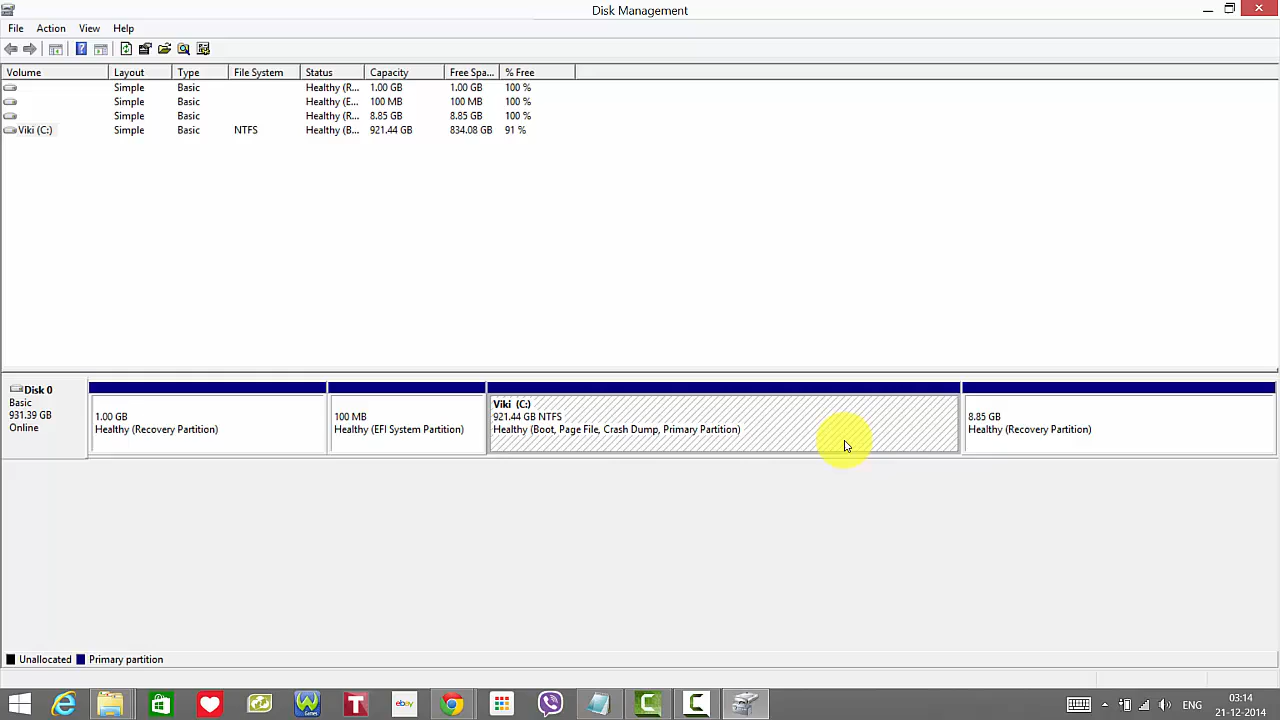 Disk Management
File Action View Help
Volume Layout Type File System Status Capacity Free Spa... % Free
Simple Basic Healthy (R... 1.00 GB 1.00 GB 100 %
Simple Basic Healthy (E... 100 MB 100 MB 100 %
Simple Basic Healthy (R... 8.85 GB 8.85 GB 100 %
Viki (C:) Simple Basic NTFS Healthy (B... 921.44 GB 834.08 GB 91 %
Disk 0
Basic
931.39 GB
Online
1.00 GB
Healthy (Recovery Partition)
100 MB
Healthy (EFI System Partition)
Viki (C:)
921.44 GB NTFS
Healthy (Boot, Page File, Crash Dump, Primary Partition)
8.85 GB
Healthy (Recovery Partition)
Unallocated Primary partition
W Games T ebay C C
ENG
03:14
21-12-2014